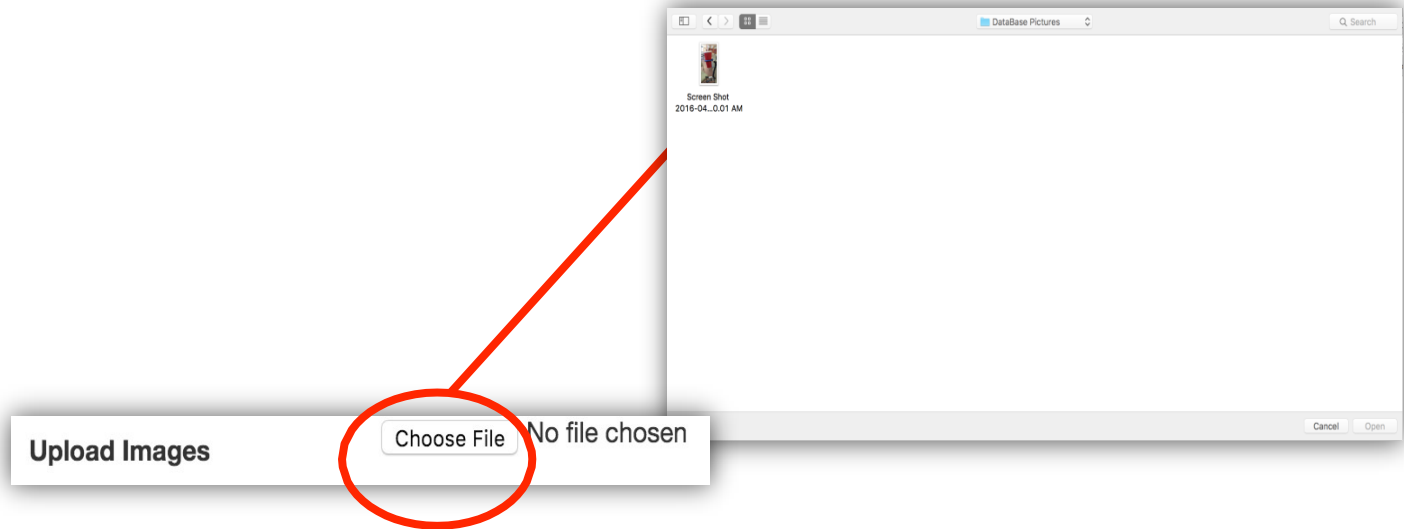 DataBase Pictures
Search
Screen Shot
2016-04...0.01 AM
Cancel
Open
Upload Images
Choose File
No file chosen